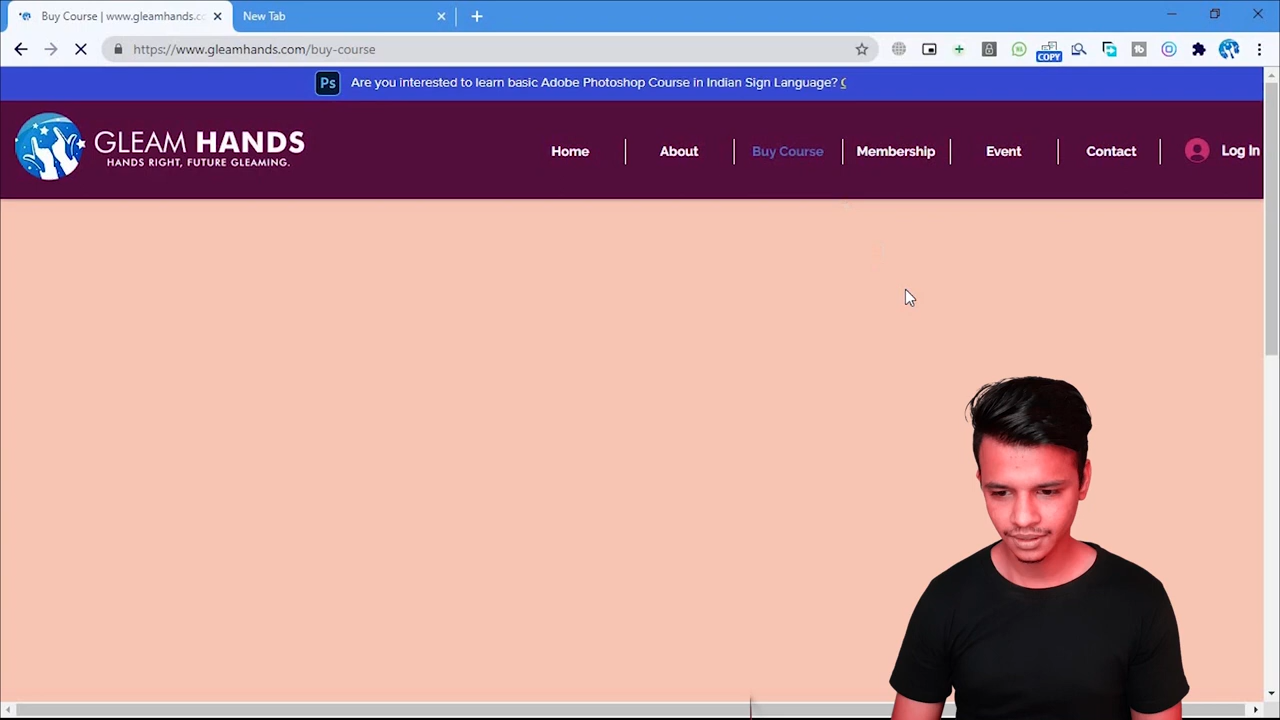 Buy Course | www.gleamhands.cc
New Tab
https://www.gleamhands.com/buy-course
COPY
Ps
Are you interested to learn basic Adobe Photoshop Course in Indian Sign Language?
GLEAM HANDS
HANDS RIGHT, FUTURE GLEAMING.
Home
About
Buy Course
Membership
Event
Contact
Log In